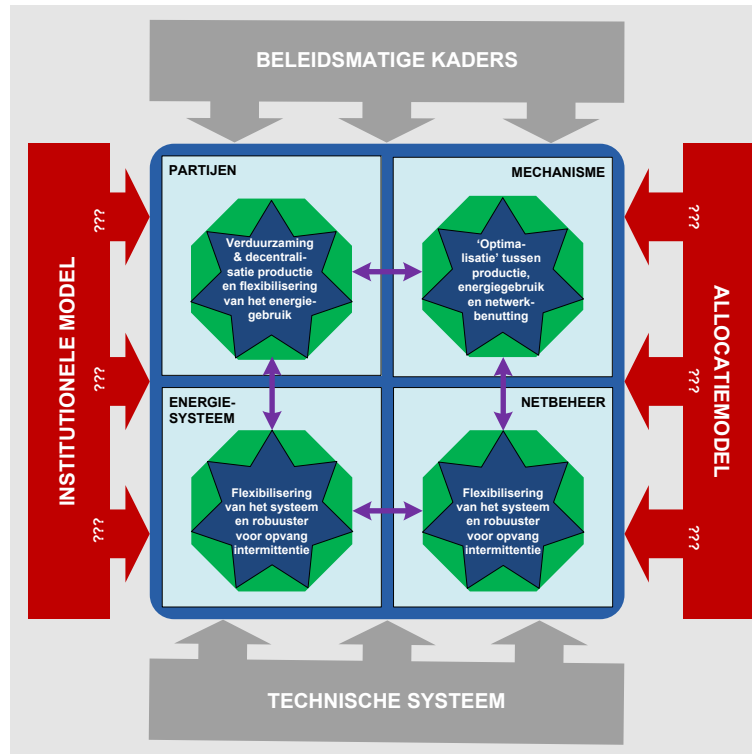 BELEIDSMATIGE KADERS
INSTITUTIONELE MODEL
???
???
???
PARTIJEN
Verduurzaming
& decentrali-
satie productie
en flexibilisering
van het energie-
gebruik
MECHANISME
‘Optima-
lisatie’ tussen
productie,
energiegebruik
en netwerk-
benutting
ENERGIE-
SYSTEEM
Flexibilisering
van het systeem
en robuuster
voor opvang
intermittentie
NETBEHEER
Flexibilisering
van het systeem
en robuuster
voor opvang
intermittentie
???
???
???
ALLOCATIEMODEL
TECHNISCHE SYSTEEM